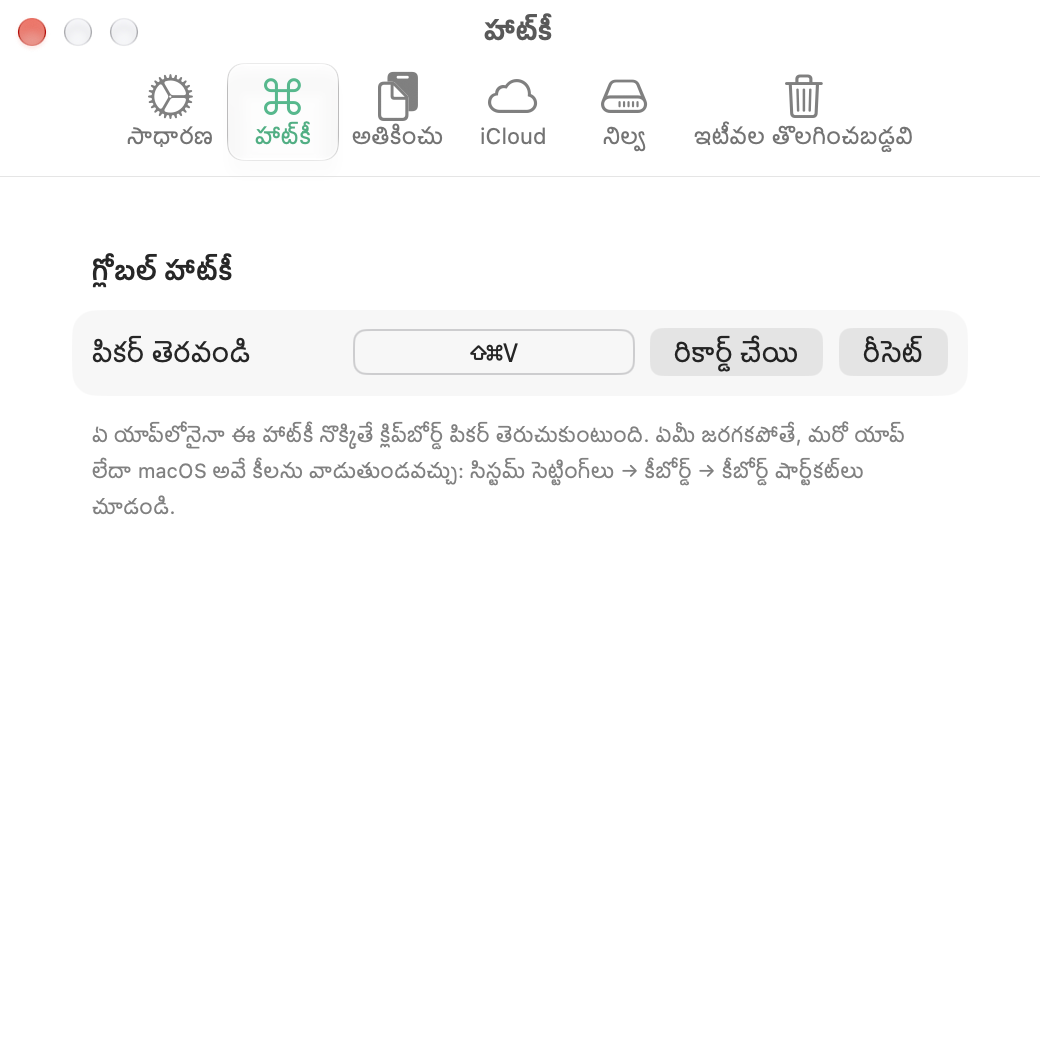 హాట్‌కీ
సాధారణ
హాట్‌కీ
అతికించు
iCloud
నిల్వ
ఇటీవల తొలగించబడ్డవి
గ్లోబల్ హాట్‌కీ
పికర్ తెరవండి
⇧⌘V
రికార్డ్ చేయి
రీసెట్
ఏ యాప్‌లోనైనా ఈ హాట్‌కీ నొక్కితే క్లిప్‌బోర్డ్ పికర్ తెరుచుకుంటుంది. ఏమీ జరగకపోతే, మరో యాప్
లేదా macOS అవే కీలను వాడుతుండవచ్చు: సిస్టమ్ సెట్టింగ్‌లు → కీబోర్డ్ → కీబోర్డ్ షార్ట్‌కట్‌లు
చూడండి.